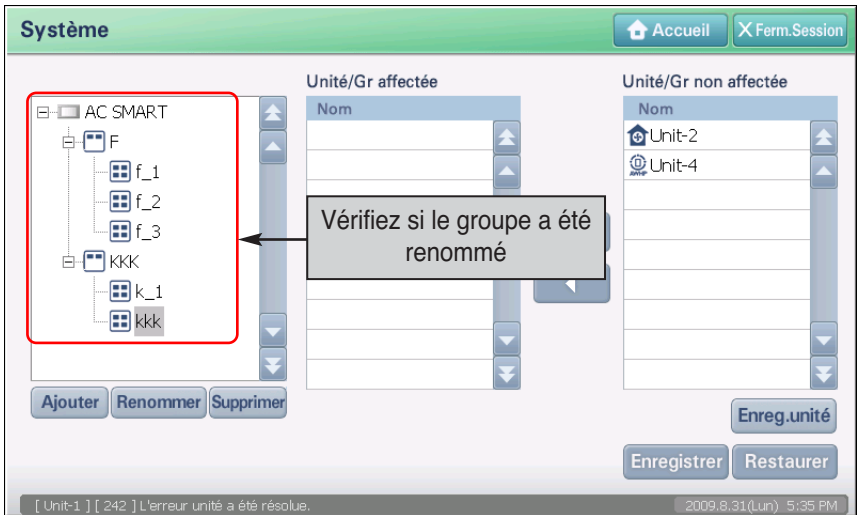 Système
Accueil
X Ferm.Session
Unité/Gr affectée
Unité/Gr non affectée
AC SMART
F
f_1
f_2
f_3
KKK
k_1
kkk
Nom
Nom
Unit-2
Unit-4
Vérifiez si le groupe a été
renommé
Ajouter
Renommer
Supprimer
Enreg.unité
Enregistrer
Restaurer
[ Unit-1 ] [ 242 ] L'erreur unité a été résolue.
2009.8.31(Lun) 5:35 PM